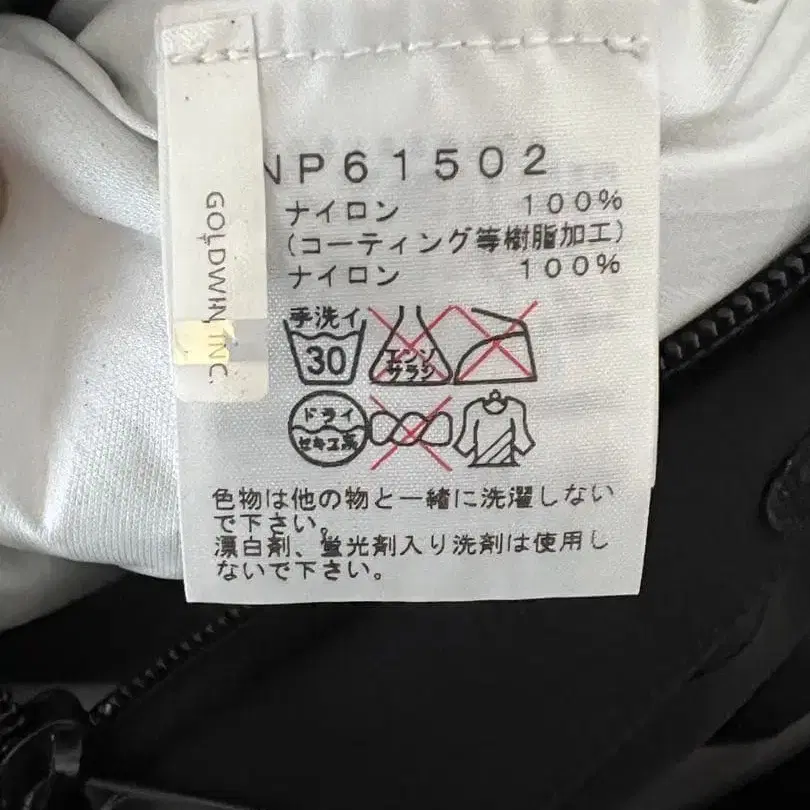 NP61502
ナイロン 100%
(コーティング等樹脂加工)
ナイロン 100%
GOLDWIN INC.
手洗イ
30
エンソ
サラシ
ドライ
セキユ系
色物は他の物と一緒に洗濯しない
で下さい。
漂白剤、蛍光剤入り洗剤は使用し
ないで下さい。